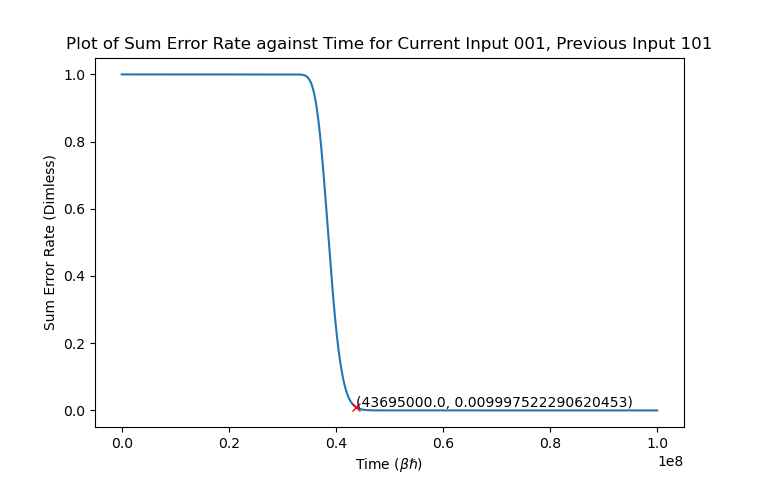 Plot of Sum Error Rate against Time for Current Input 001, Previous Input 101
1.0
0.8
0.6
0.4
0.2
0.0
Sum Error Rate (Dimless)
(43695000.0, 0.009997522290620453)
0.0 0.2 0.4 0.6 0.8 1.0
1e8
Time (βℏ)